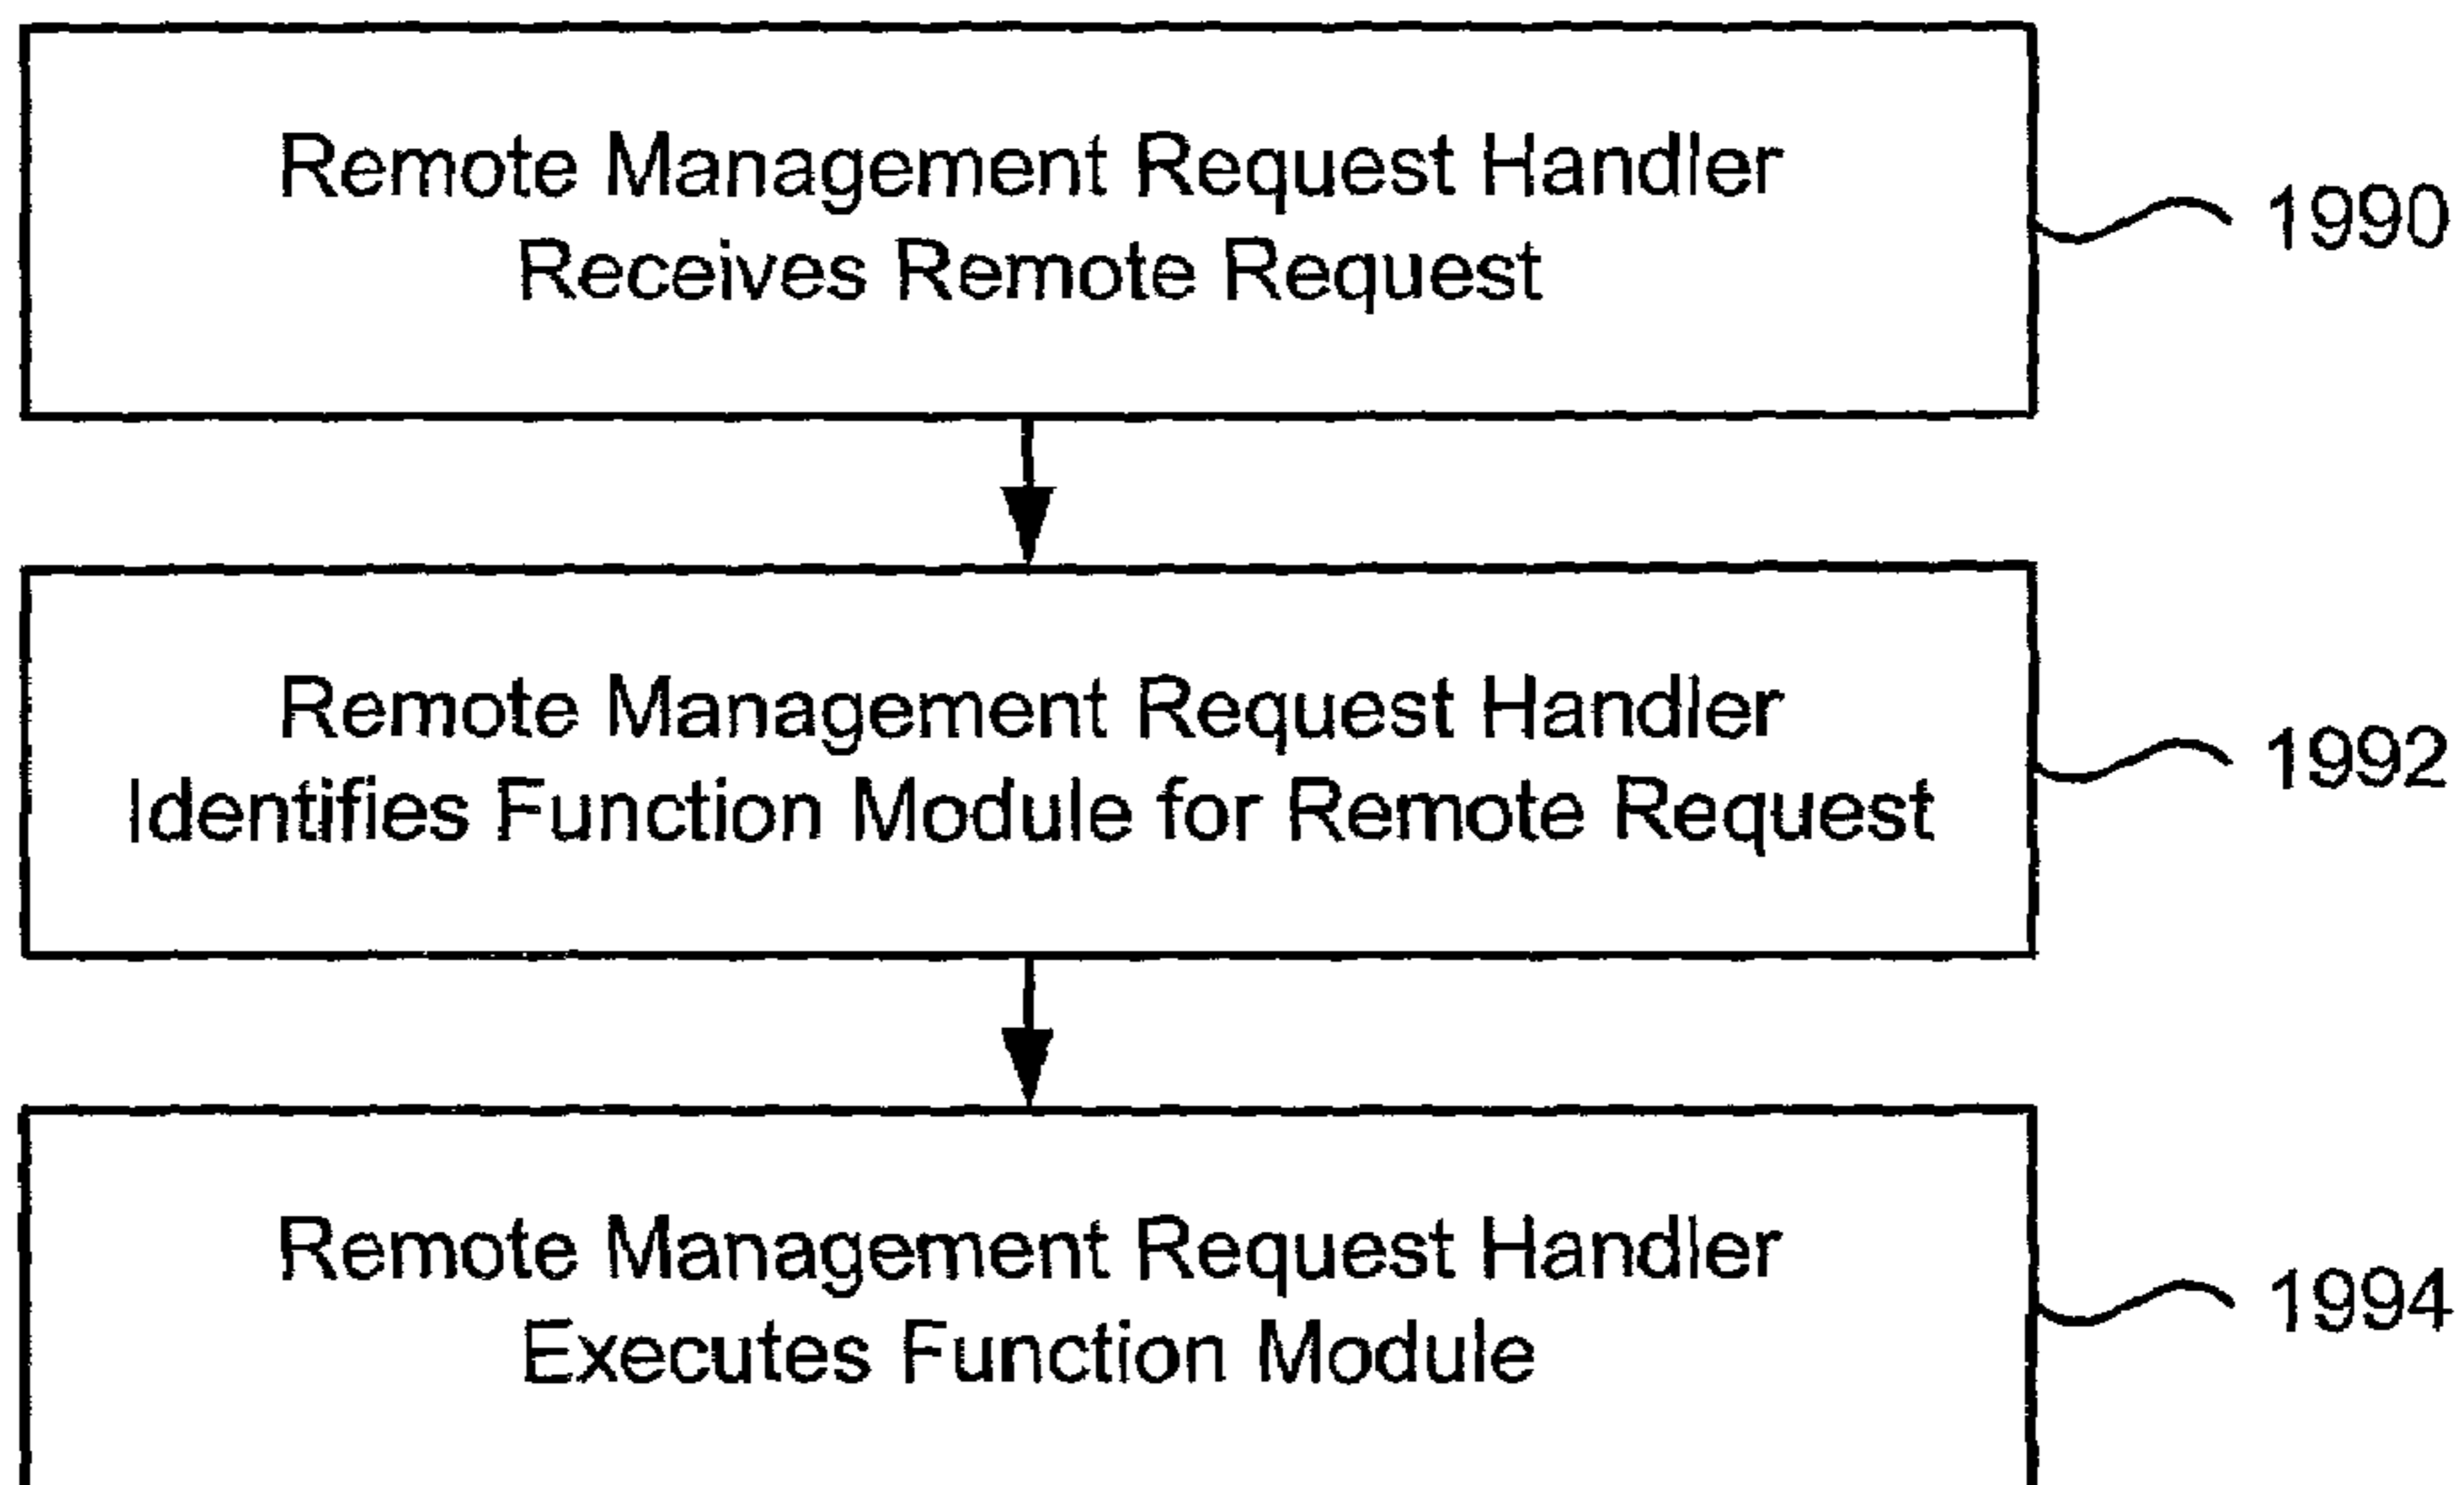 Remote Management Request Handler
Receives Remote Request
1990
Remote Management Request Handler
Identifies Function Module for Remote Request
1992
Remote Management Request Handler
Executes Function Module
1994